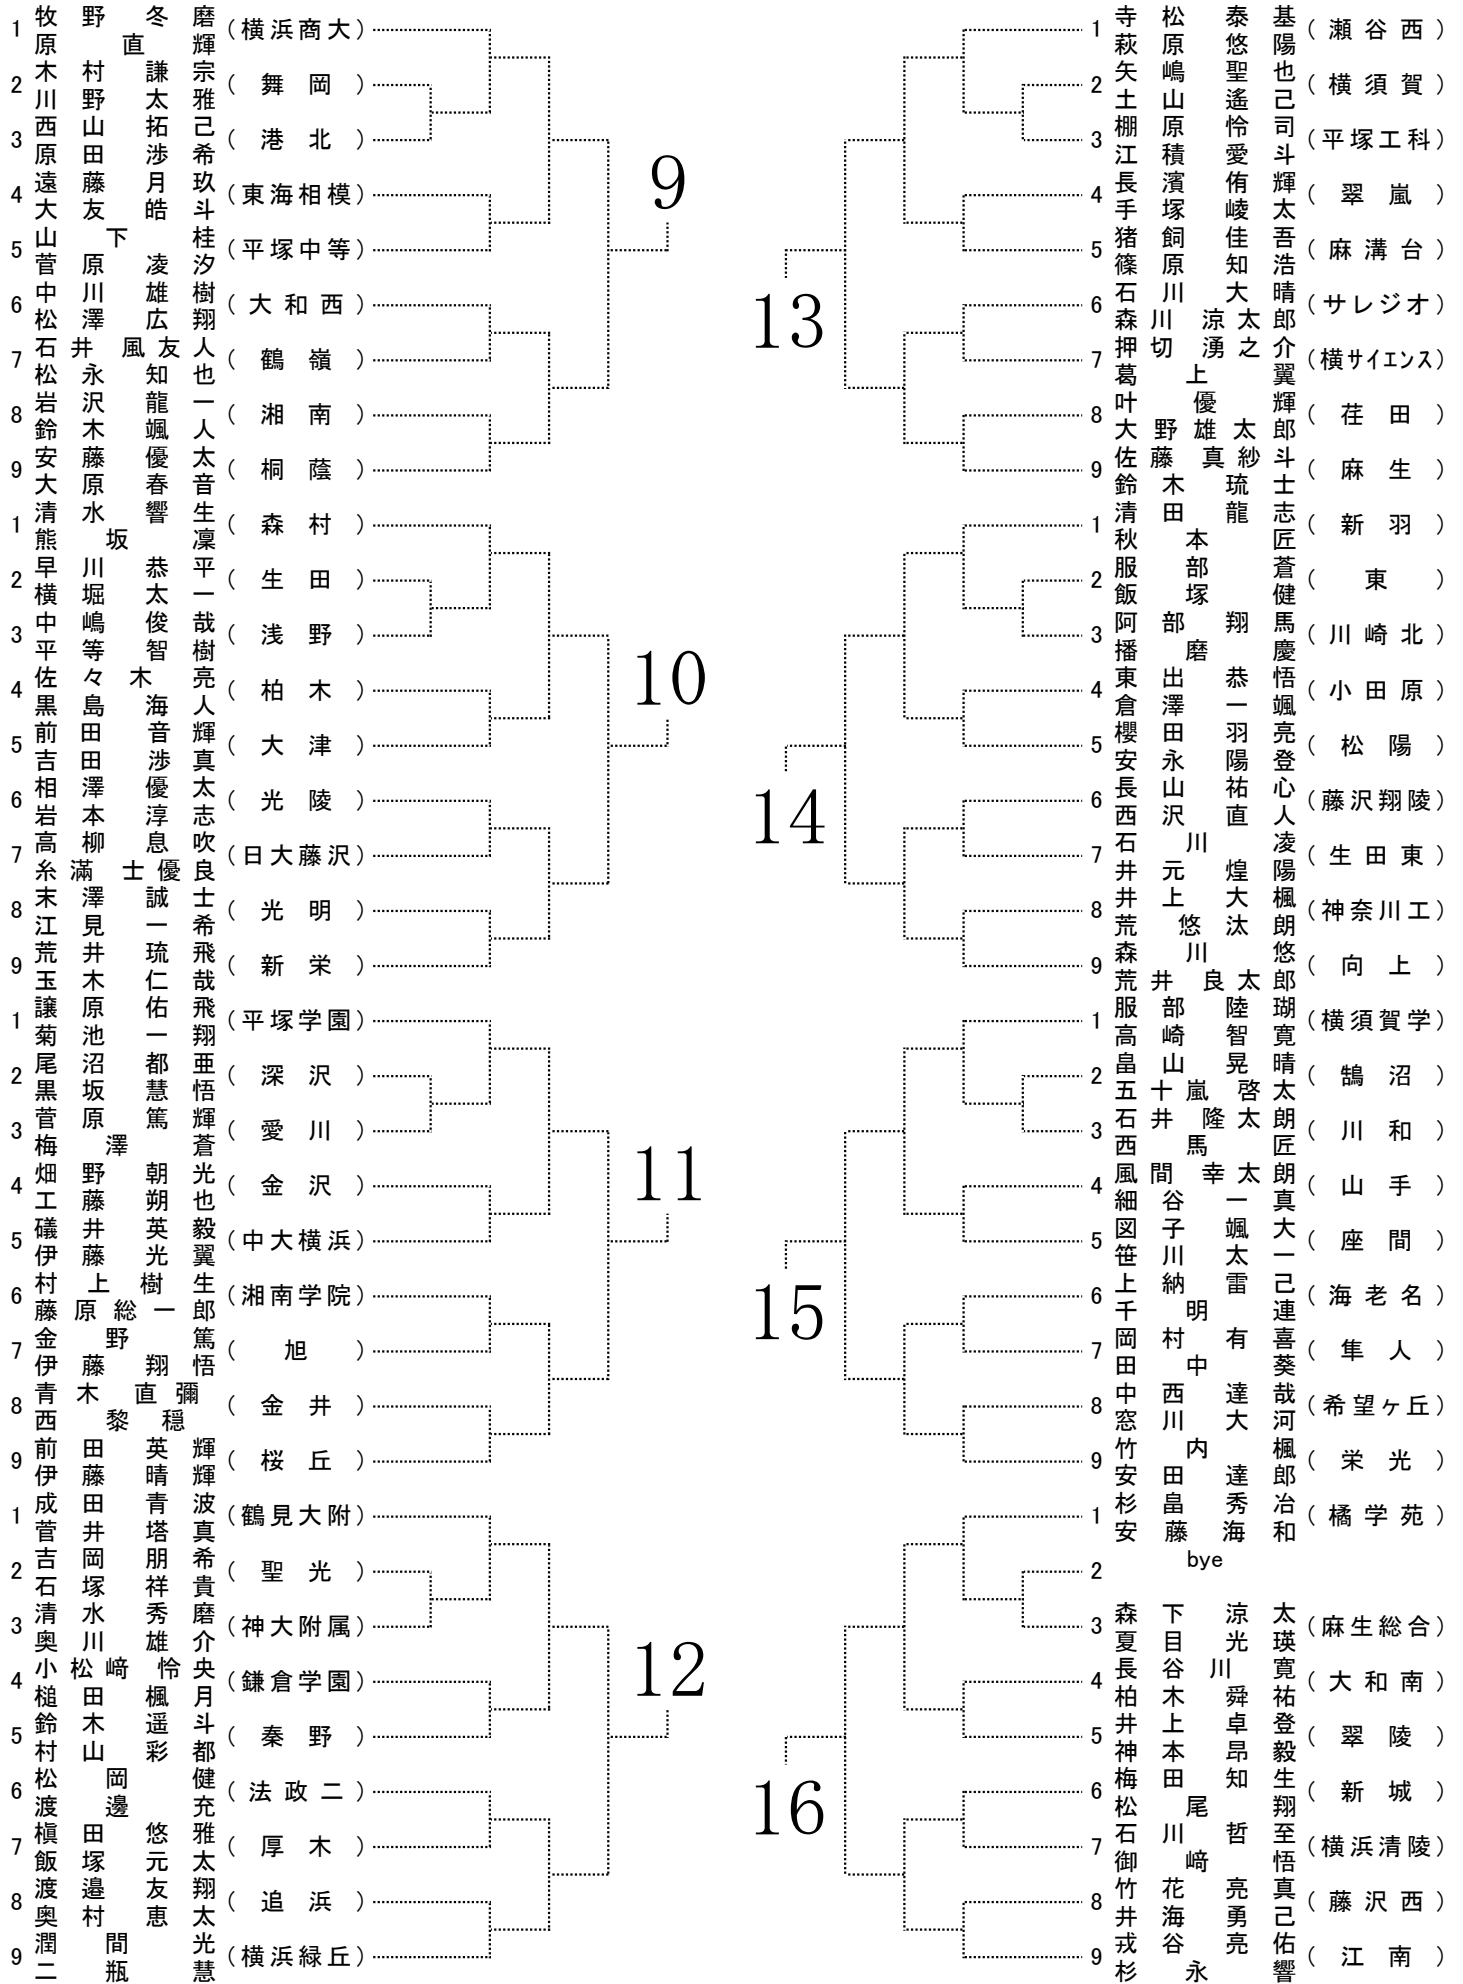 1 牧野 冬磨 (横浜商大)
原 直輝
2 木村 謙宗 (舞岡)
川野 太雅
3 西山 拓己 (港北)
原田 渉希
4 遠藤 月玖 (東海相模)
大友 皓斗
5 山下 桂 (平塚中等)
菅原 凌汐
6 中川 雄樹 (大和西)
松澤 広翔
7 石井 風友人 (鶴嶺)
松永 知也
8 岩沢 龍一 (湘南)
鈴木 颯人
9 安藤 優太 (桐蔭)
大原 春音
9
1 清水 響生 (森村)
熊坂 凜
2 早川 恭平 (生田)
横堀 太一
3 中嶋 俊哉 (浅野)
平等 智樹
4 佐々木 亮 (柏木)
黒島 海人
5 前田 音輝 (大津)
吉田 渉真
6 相澤 優太 (光陵)
岩本 淳志
7 高柳 息吹 (日大藤沢)
糸満 士優良
8 末澤 誠士 (光明)
江見 一希
9 荒井 琉飛 (新栄)
玉木 仁哉
10
1 譲原 佑飛 (平塚学園)
菊池 一翔
2 尾沼 都亜 (深沢)
黒坂 慧悟
3 菅原 篤輝 (愛川)
梅澤 蒼
4 畑野 朝光 (金沢)
工藤 朔也
5 礒井 英毅 (中大横浜)
伊藤 光翼
6 村上 樹生 (湘南学院)
藤原 総一郎
7 金野 篤 (旭)
伊藤 翔悟
8 青木 直彌 (金井)
西 黎穏
9 前田 英輝 (桜丘)
伊藤 晴輝
11
1 成田 青波 (鶴見大附)
菅井 塔真
2 吉岡 朋希 (聖光)
石塚 祥貴
3 清水 秀磨 (神大附属)
奥川 雄介
4 小松﨑 怜央 (鎌倉学園)
槌田 楓月
5 鈴木 遥斗 (秦野)
村山 彩都
6 松岡 健 (法政二)
渡邊 充
7 槇田 悠雅 (厚木)
飯塚 元太
8 渡邉 友翔 (追浜)
奥村 恵太
9 潤間 光 (横浜緑丘)
二瓶 慧
12
1 寺松 泰基 (瀬谷西)
萩原 悠陽
2 矢嶋 聖也 (横須賀)
土山 遙己
3 棚原 怜司 (平塚工科)
江積 愛斗
4 長濱 侑輝 (翠嵐)
手塚 崚太
5 猪飼 佳吾 (麻溝台)
篠原 知浩
6 石川 大晴 (サレジオ)
森川 涼太郎
7 押切 湧之介 (横サイエンス)
葛上 翼
8 叶 優輝 (荏田)
大野 雄太郎
9 佐藤 真紗斗 (麻生)
鈴木 琉士
13
1 清田 龍志 (新羽)
秋本 匠
2 服部 蒼 (東)
飯塚 健
3 阿部 翔馬 (川崎北)
播磨 慶
4 東出 恭悟 (小田原)
倉澤 一颯
5 櫻田 羽亮 (松陽)
安永 陽登
6 長山 祐心 (藤沢翔陵)
西沢 直人
7 石川 凌 (生田東)
井元 煌陽
8 井上 大楓 (神奈川工)
荒 悠汰朗
9 森川 悠 (向上)
荒井 良太郎
14
1 服部 陸瑚 (横須賀学)
高崎 智寛
2 畠山 晃晴 (鵠沼)
五十嵐 啓太
3 石井 隆太朗 (川和)
西馬 匠
4 風間 幸太朗 (山手)
細谷 一真
5 図子 颯大 (座間)
笹川 太一
6 上納 雷己 (海老名)
千明 連
7 岡村 有喜 (隼人)
田中 葵
8 中西 達哉 (希望ヶ丘)
窓川 大河
9 竹内 楓 (栄光)
安田 達郎
15
1 杉畠 秀冶 (橘学苑)
安藤 海和
2 bye
3 森下 涼太 (麻生総合)
夏目 光瑛
4 長谷川 寛 (大和南)
柏木 舜祐
5 井上 卓登 (翠陵)
神本 昂毅
6 梅田 知生 (新城)
松尾 翔
7 石川 哲至 (横浜清陵)
御﨑 悟
8 竹花 亮真 (藤沢西)
井海 勇己
9 戎谷 亮佑 (江南)
杉永 響
16